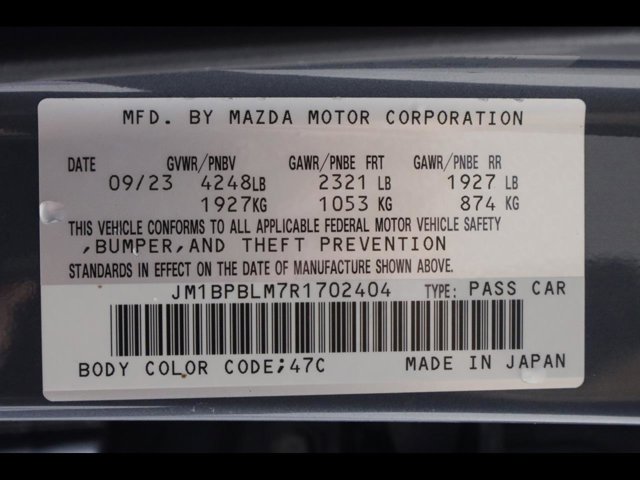 MFD. BY MAZDA MOTOR CORPORATION
DATE GVWR/PNBV GAWR/PNBE FRT GAWR/PNBE RR
09/23 4248LB 2321 LB 1927 LB
1927KG 1053 KG 874 KG
THIS VEHICLE CONFORMS TO ALL APPLICABLE FEDERAL MOTOR VEHICLE SAFETY
,BUMPER,AND THEFT PREVENTION
STANDARDS IN EFFECT ON THE DATE OF MANUFACTURE SHOWN ABOVE.
JM1BPBLM7R1702404 TYPE: PASS CAR
BODY COLOR CODE;47C MADE IN JAPAN